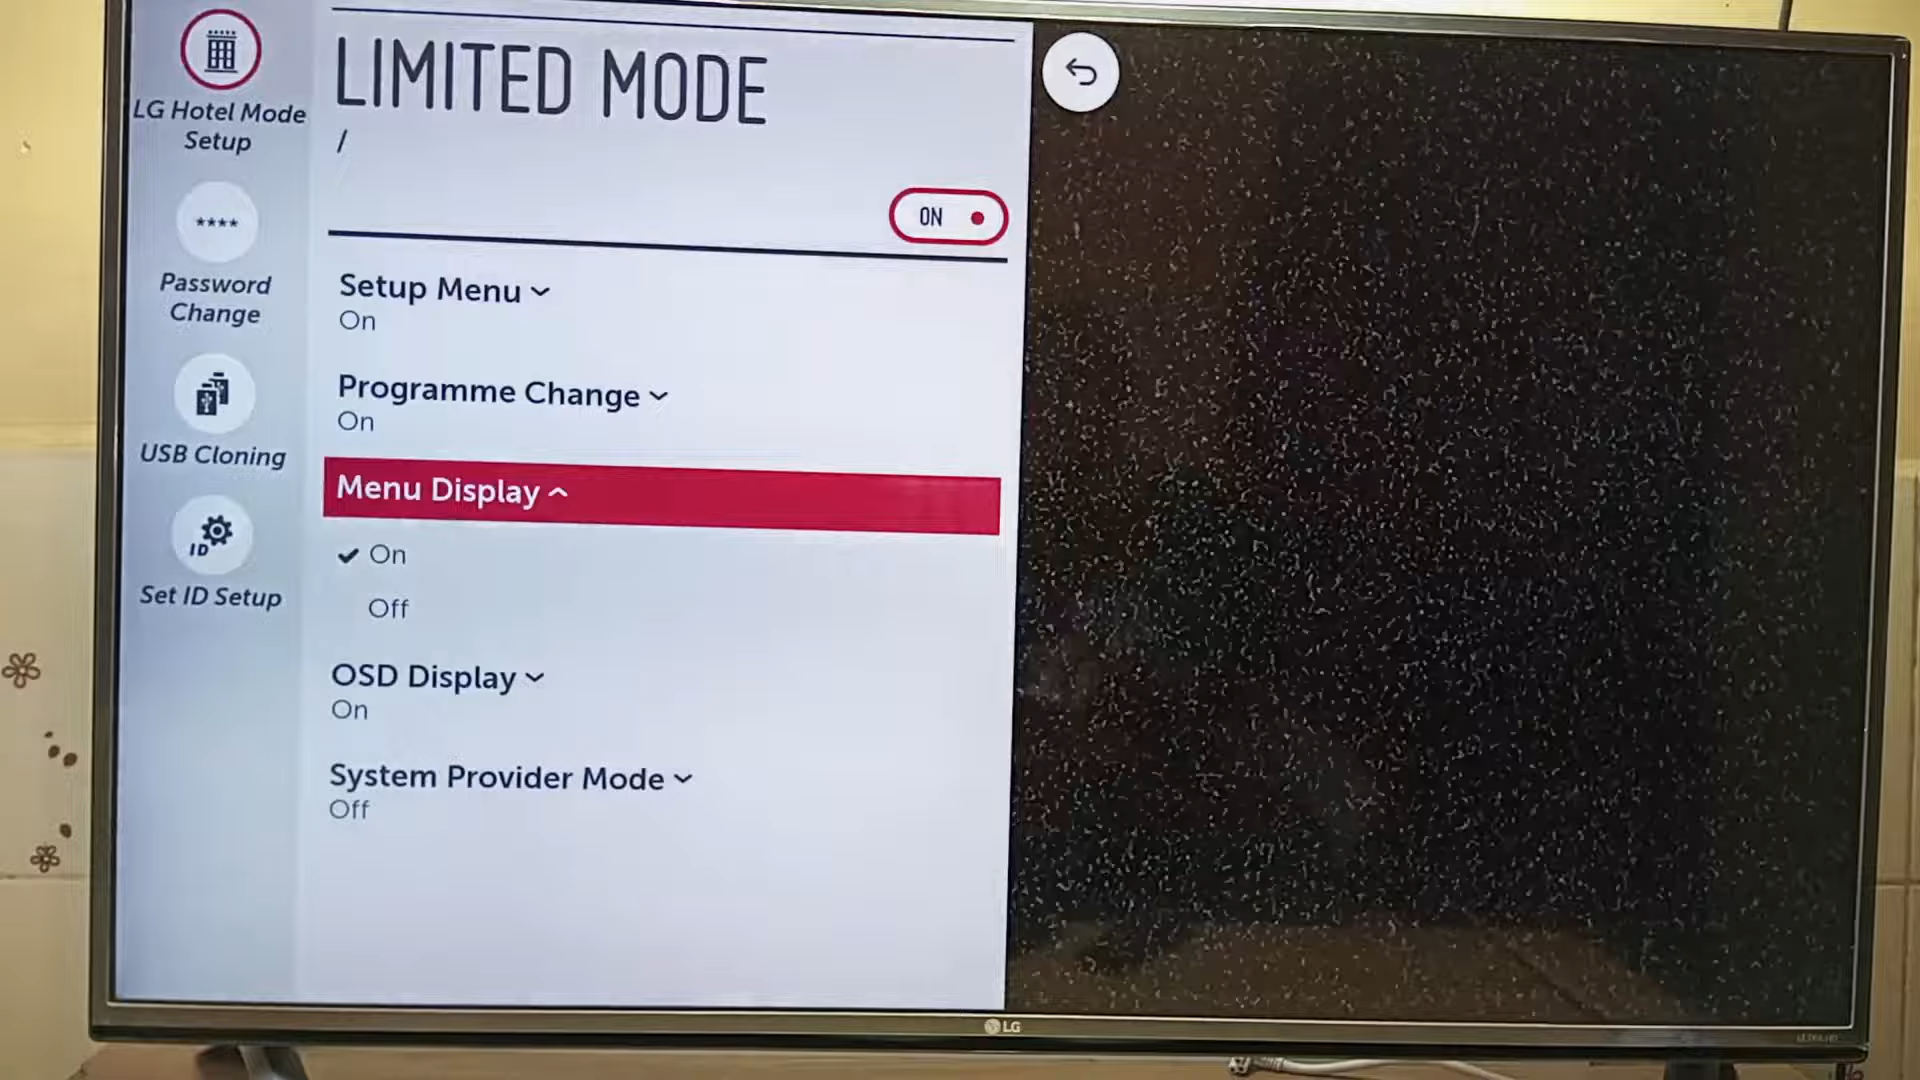 LG Hotel Mode
Setup
****
Password
Change
USB Cloning
ID
Set ID Setup
LIMITED MODE
/
ON
Setup Menu
On
Programme Change
On
Menu Display
On
Off
OSD Display
On
System Provider Mode
Off
LG